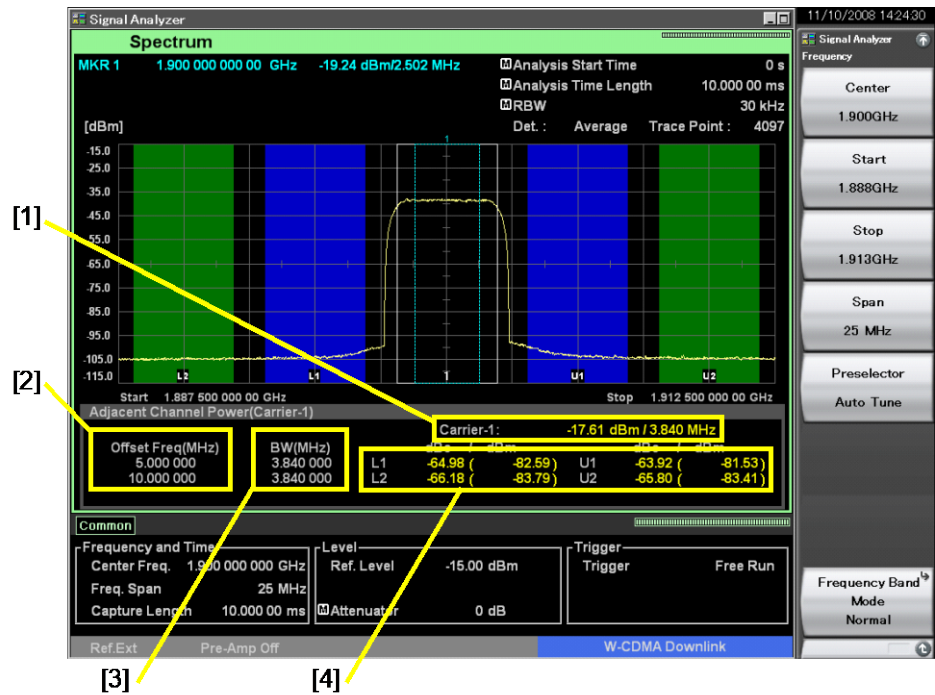 11/10/2008 14:24:30
Signal Analyzer
Spectrum
MKR 1 1.900 000 000 00 GHz -19.24 dBm/2.502 MHz
M Analysis Start Time 0 s
M Analysis Time Length 10.000 00 ms
M RBW 30 kHz
Det. : Average Trace Point : 4097
[dBm]
1
-15.0
-25.0
-35.0
-45.0
-55.0
-65.0
-75.0
-85.0
-95.0
-105.0
-115.0
L2 L1 U1 U2
Start 1.887 500 000 00 GHz Stop 1.912 500 000 00 GHz
Adjacent Channel Power(Carrier-1)
Carrier-1: -17.61 dBm / 3.840 MHz
Offset Freq(MHz) BW(MHz) dBc / dBm dBc / dBm
5.000 000 3.840 000 L1 -64.98 ( -82.59 ) U1 -63.92 ( -81.53 )
10.000 000 3.840 000 L2 -66.18 ( -83.79 ) U2 -65.80 ( -83.41 )
Common
Frequency and Time
Center Freq. 1.900 000 000 GHz
Freq. Span 25 MHz
Capture Length 10.000 00 ms
Level
Ref. Level -15.00 dBm
M Attenuator 0 dB
Trigger
Trigger Free Run
Ref.Ext Pre-Amp Off W-CDMA Downlink
Signal Analyzer
Frequency
Center
1.900GHz
Start
1.888GHz
Stop
1.913GHz
Span
25 MHz
Preselector
Auto Tune
Frequency Band
Mode
Normal
[1]
[2]
[3]
[4]